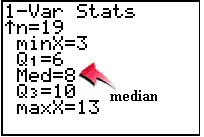 1-Var Stats
↑n=19
minX=3
Q₁=6
Med=8
Q₃=10
maxX=13
median